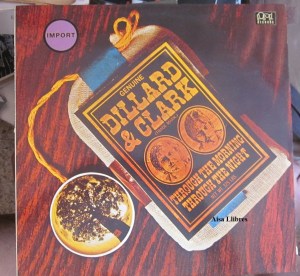 IMPORT
GENUINE
DILLARD
& CLARK
THROUGH THE MORNING
THROUGH THE NIGHT
Aisa Llibres